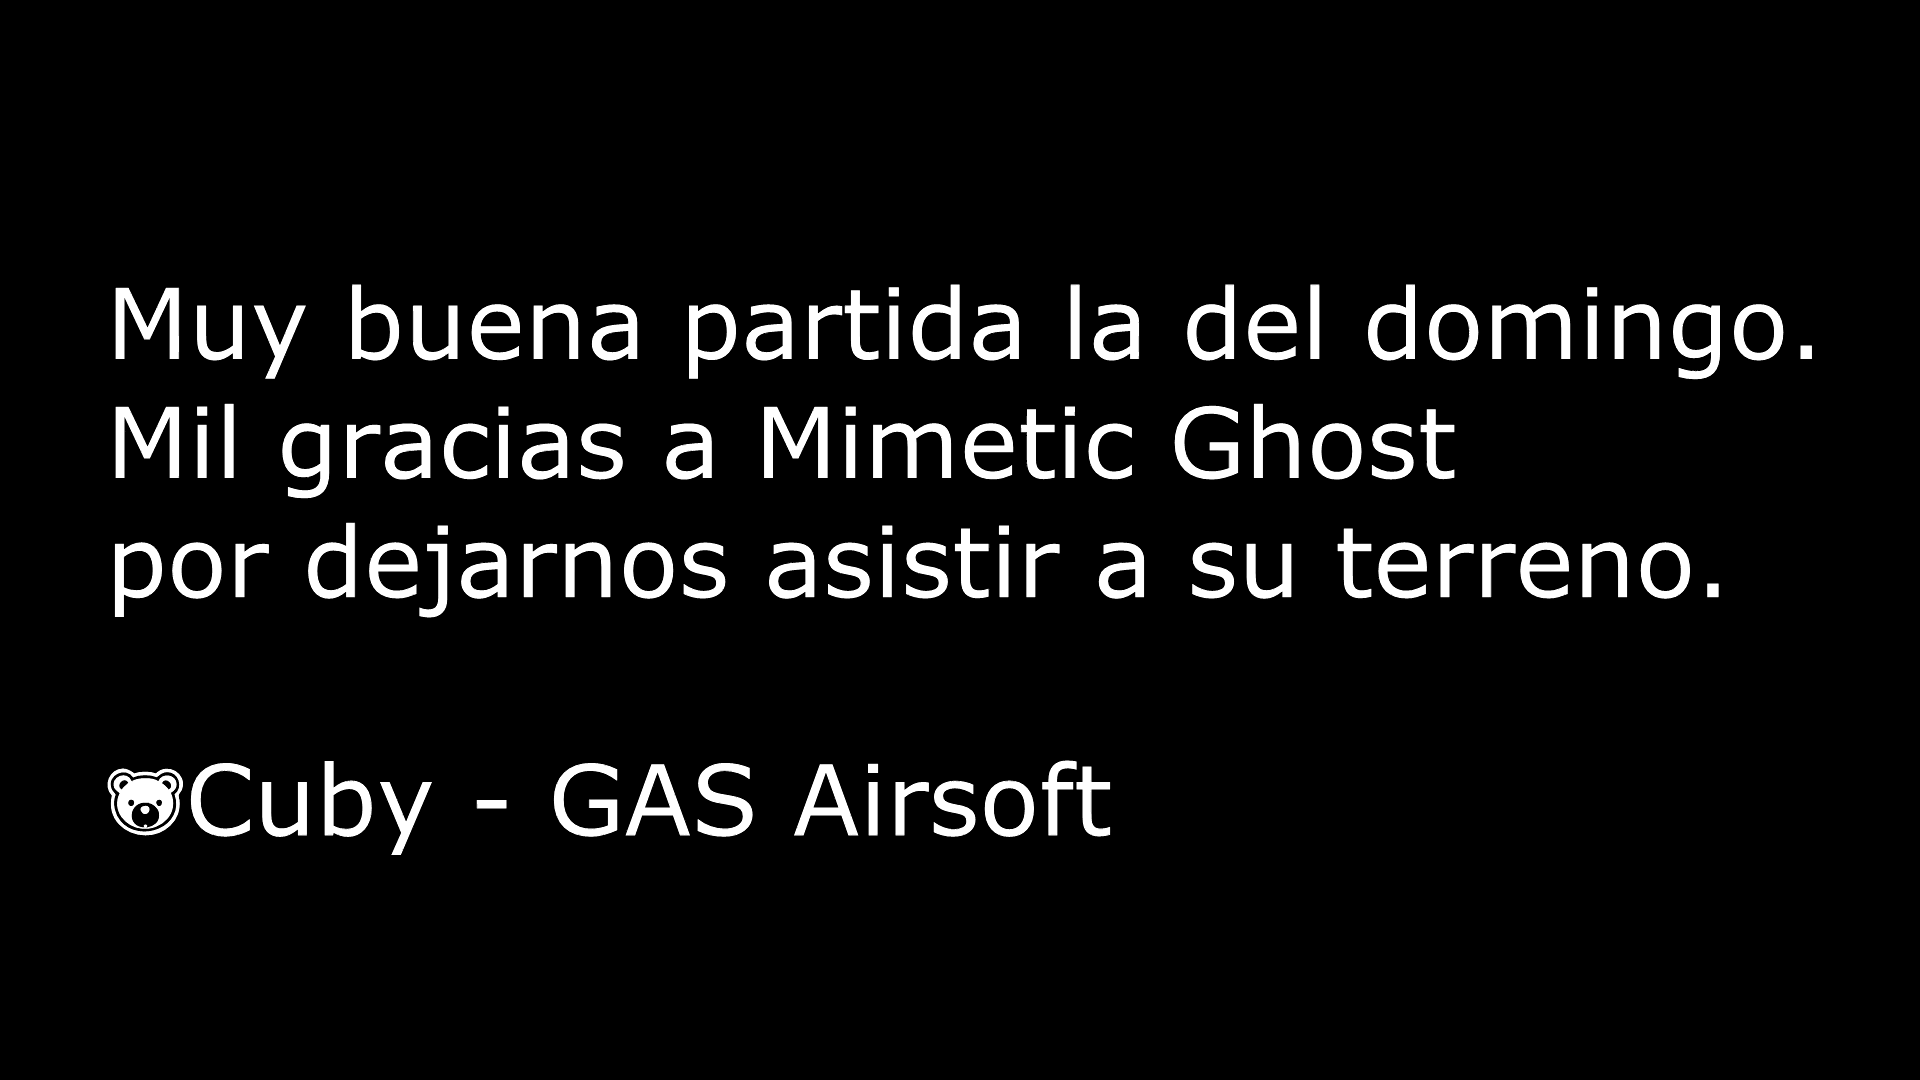 Muy buena partida la del domingo.
Mil gracias a Mimetic Ghost
por dejarnos asistir a su terreno.
🐻Cuby - GAS Airsoft